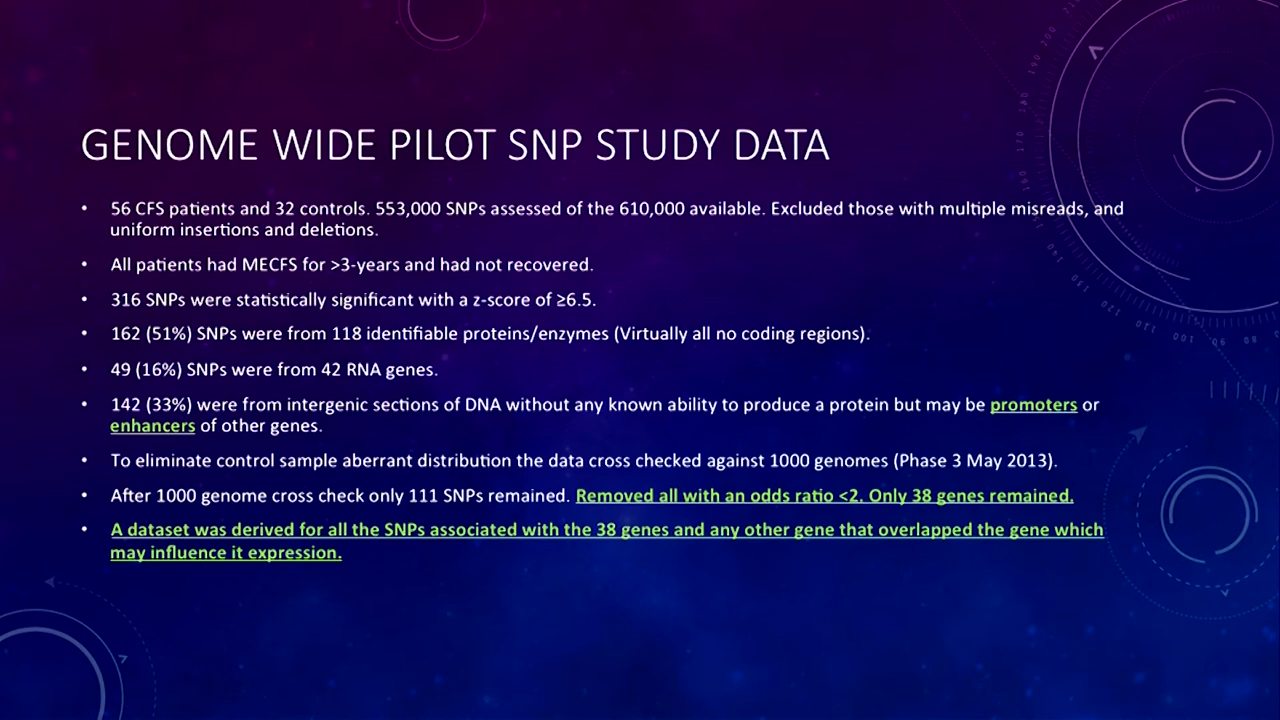 GENOME WIDE PILOT SNP STUDY DATA
• 56 CFS patients and 32 controls. 553,000 SNPs assessed of the 610,000 available. Excluded those with multiple misreads, and
uniform insertions and deletions.
• All patients had MECFS for >3-years and had not recovered.
• 316 SNPs were statistically significant with a z-score of ≥6.5.
• 162 (51%) SNPs were from 118 identifiable proteins/enzymes (Virtually all no coding regions).
• 49 (16%) SNPs were from 42 RNA genes.
• 142 (33%) were from intergenic sections of DNA without any known ability to produce a protein but may be promoters or
enhancers of other genes.
• To eliminate control sample aberrant distribution the data cross checked against 1000 genomes (Phase 3 May 2013).
• After 1000 genome cross check only 111 SNPs remained. Removed all with an odds ratio <2. Only 38 genes remained.
• A dataset was derived for all the SNPs associated with the 38 genes and any other gene that overlapped the gene which
may influence it expression.